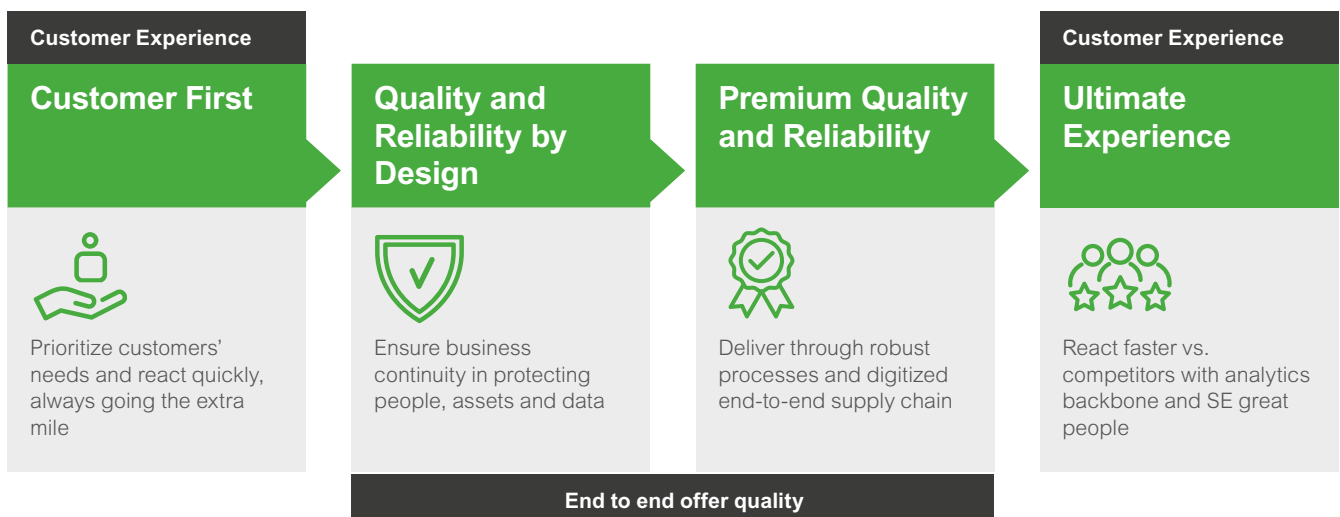 Customer Experience
Customer First
Prioritize customers’
needs and react quickly,
always going the extra
mile
Quality and
Reliability by
Design
Ensure business
continuity in protecting
people, assets and data
Premium Quality
and Reliability
Deliver through robust
processes and digitized
end-to-end supply chain
End to end offer quality
Customer Experience
Ultimate
Experience
React faster vs.
competitors with analytics
backbone and SE great
people